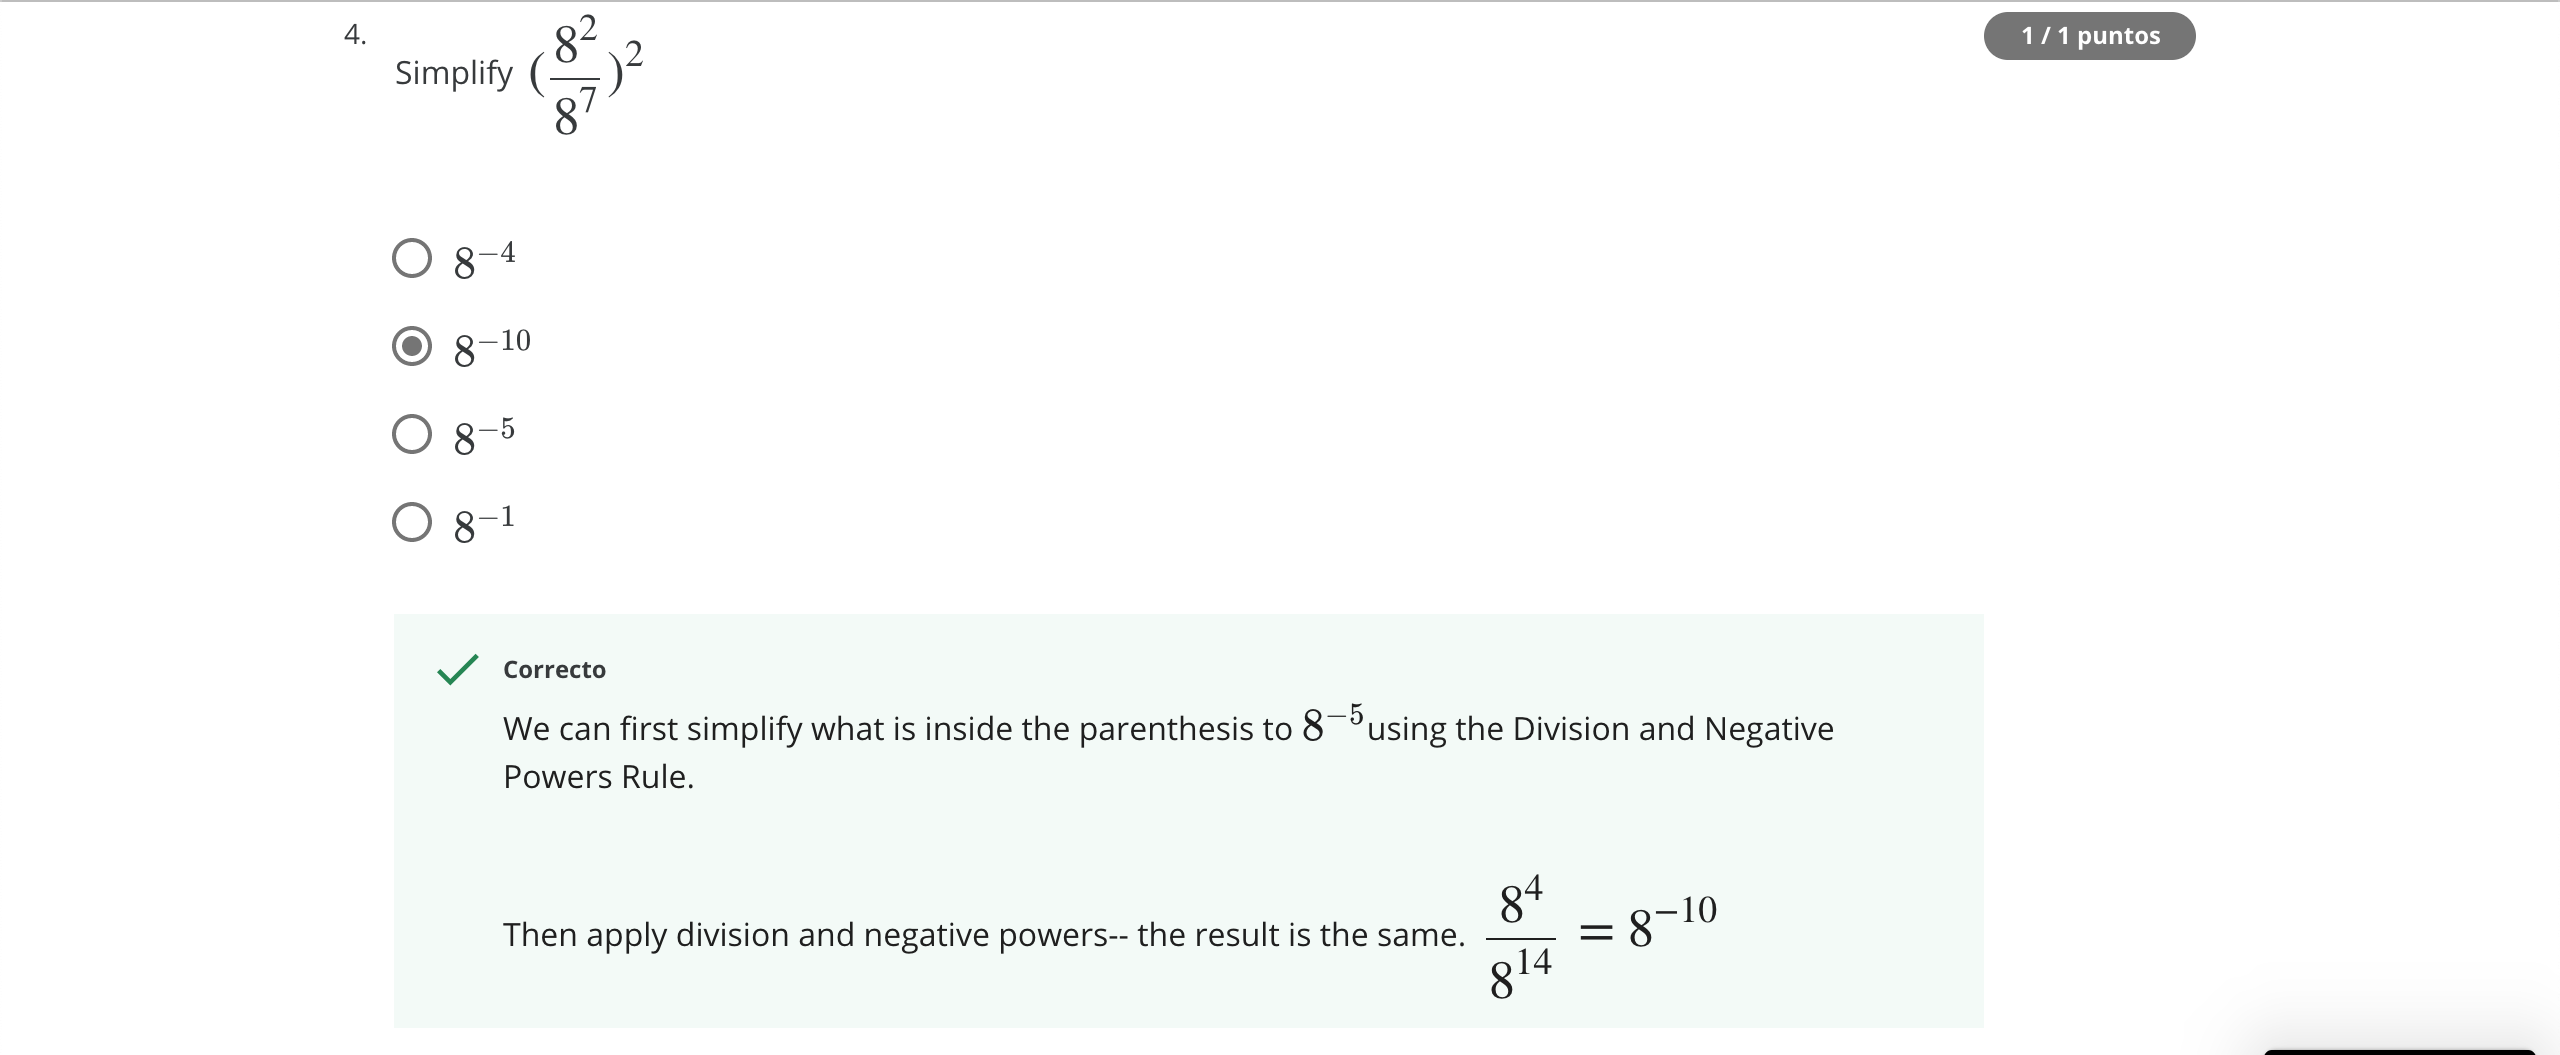 4.
1 / 1 puntos
Simplify $(\frac{8^2}{8^7})^2$
$8^{-4}$
$8^{-10}$
$8^{-5}$
$8^{-1}$
Correcto
We can first simplify what is inside the parenthesis to $8^{-5}$using the Division and Negative
Powers Rule.
Then apply division and negative powers-- the result is the same. $\frac{8^4}{8^{14}} = 8^{-10}$